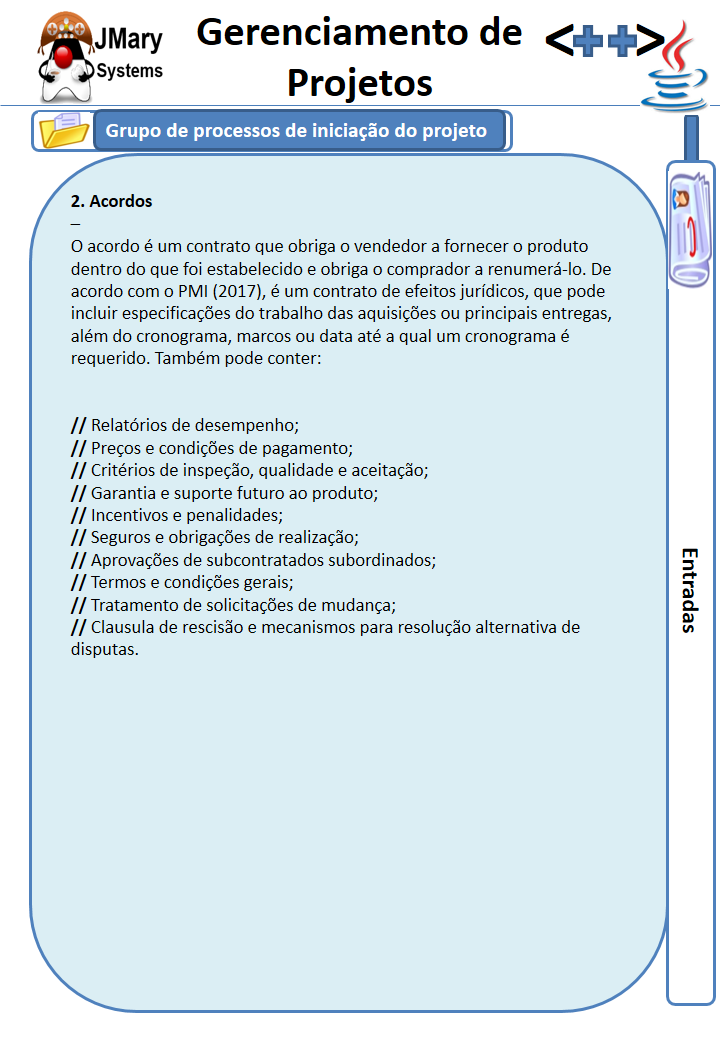 JMary
Systems
Gerenciamento de
Projetos
<++>
Grupo de processos de iniciação do projeto
2. Acordos
–
O acordo é um contrato que obriga o vendedor a fornecer o produto
dentro do que foi estabelecido e obriga o comprador a renumerá-lo. De
acordo com o PMI (2017), é um contrato de efeitos jurídicos, que pode
incluir especificações do trabalho das aquisições ou principais entregas,
além do cronograma, marcos ou data até a qual um cronograma é
requerido. Também pode conter:
// Relatórios de desempenho;
// Preços e condições de pagamento;
// Critérios de inspeção, qualidade e aceitação;
// Garantia e suporte futuro ao produto;
// Incentivos e penalidades;
// Seguros e obrigações de realização;
// Aprovações de subcontratados subordinados;
// Termos e condições gerais;
// Tratamento de solicitações de mudança;
// Clausula de rescisão e mecanismos para resolução alternativa de
disputas.
Entradas